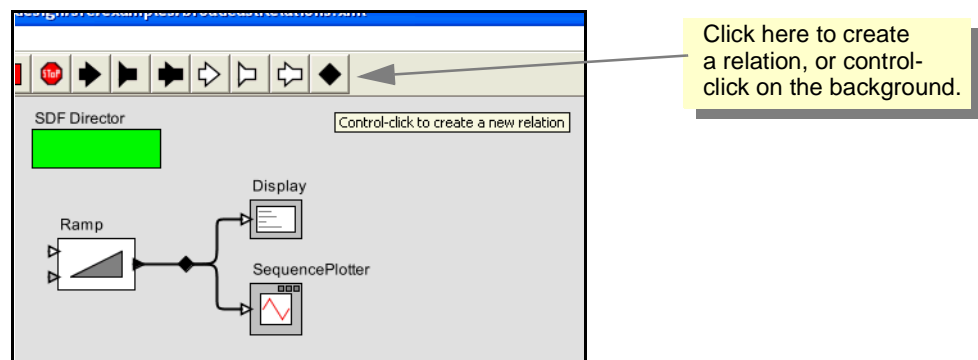 STOP
Click here to create
a relation, or control-
click on the background.
SDF Director
Control-click to create a new relation
Display
Ramp
SequencePlotter